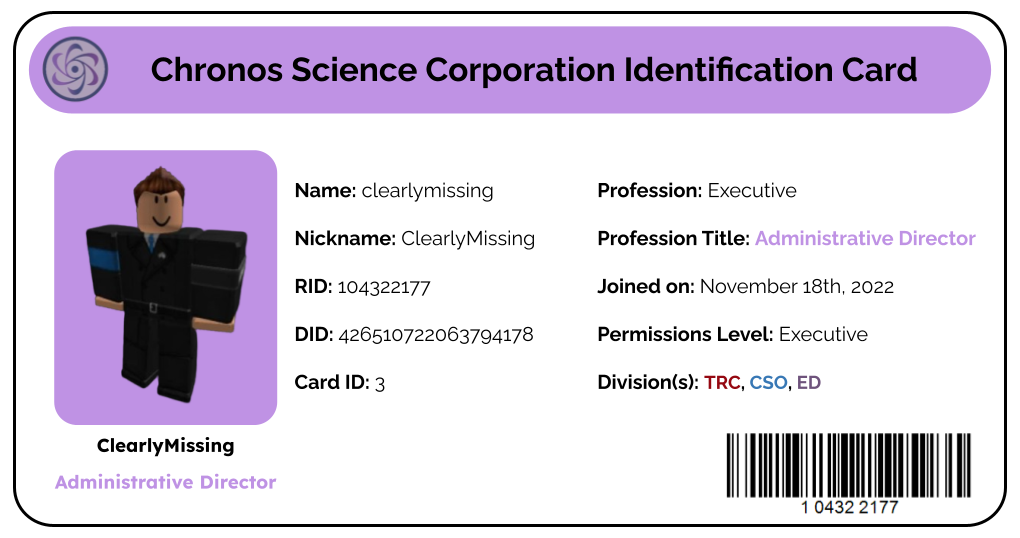 Chronos Science Corporation Identification Card
Name: clearlymissing
Nickname: ClearlyMissing
RID: 104322177
DID: 426510722063794178
Card ID: 3
Profession: Executive
Profession Title: Administrative Director
Joined on: November 18th, 2022
Permissions Level: Executive
Division(s): TRC, CSO, ED
ClearlyMissing
Administrative Director
1 0432 2177